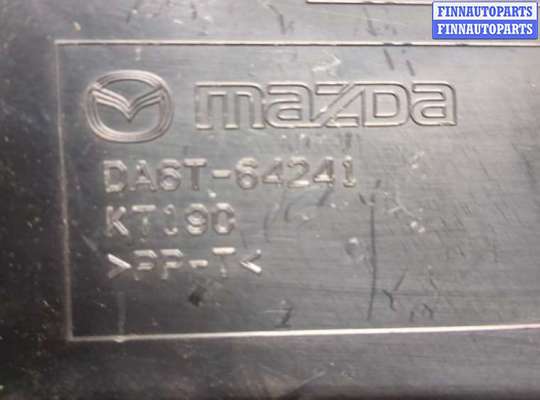 FINNAUTOPARTS
FINNAUTOPARTS
mazda
DA6T-64241
KT19C
>PP-T<